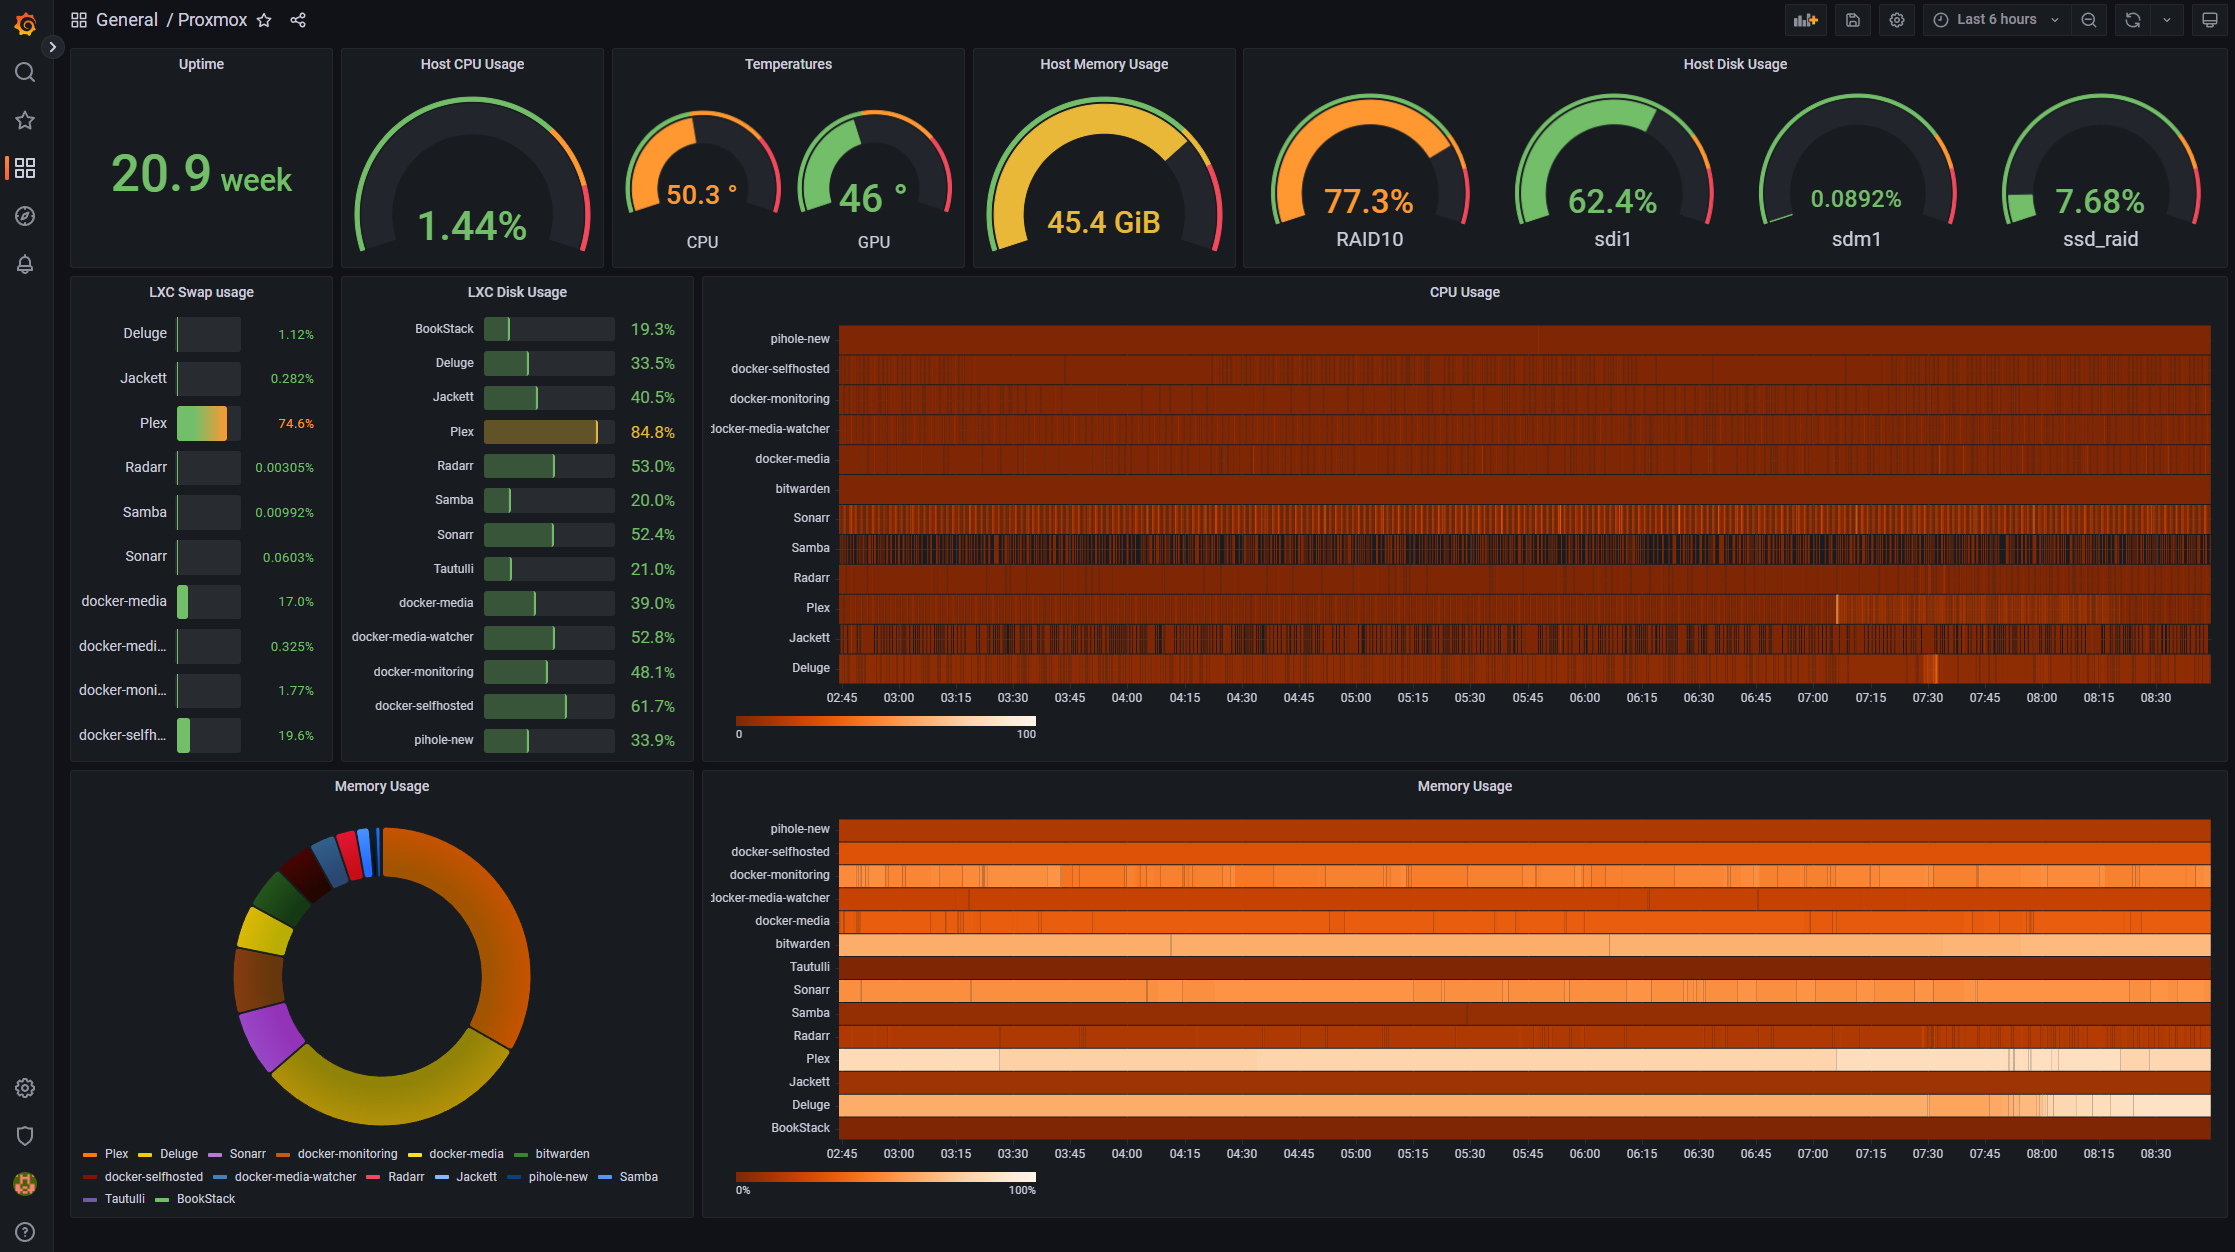 General / Proxmox
Last 6 hours
Uptime
20.9 week
Host CPU Usage
1.44%
Temperatures
50.3 °
CPU
46 °
GPU
Host Memory Usage
45.4 GiB
Host Disk Usage
77.3%
RAID10
62.4%
sdi1
0.0892%
sdm1
7.68%
ssd_raid
LXC Swap usage
Deluge 1.12%
Jackett 0.282%
Plex 74.6%
Radarr 0.00305%
Samba 0.00992%
Sonarr 0.0603%
docker-media 17.0%
docker-medi... 0.325%
docker-moni... 1.77%
docker-selfh... 19.6%
LXC Disk Usage
BookStack 19.3%
Deluge 33.5%
Jackett 40.5%
Plex 84.8%
Radarr 53.0%
Samba 20.0%
Sonarr 52.4%
Tautulli 21.0%
docker-media 39.0%
docker-media-watcher 52.8%
docker-monitoring 48.1%
docker-selfhosted 61.7%
pihole-new 33.9%
CPU Usage
pihole-new
docker-selfhosted
docker-monitoring
docker-media-watcher
docker-media
bitwarden
Sonarr
Samba
Radarr
Plex
Jackett
Deluge
02:45 03:00 03:15 03:30 03:45 04:00 04:15 04:30 04:45 05:00 05:15 05:30 05:45 06:00 06:15 06:30 06:45 07:00 07:15 07:30 07:45 08:00 08:15 08:30
0 100
Memory Usage
Plex Deluge Sonarr docker-monitoring docker-media bitwarden
docker-selfhosted docker-media-watcher Radarr Jackett pihole-new Samba
Tautulli BookStack
Memory Usage
pihole-new
docker-selfhosted
docker-monitoring
docker-media-watcher
docker-media
bitwarden
Tautulli
Sonarr
Samba
Radarr
Plex
Jackett
Deluge
BookStack
02:45 03:00 03:15 03:30 03:45 04:00 04:15 04:30 04:45 05:00 05:15 05:30 05:45 06:00 06:15 06:30 06:45 07:00 07:15 07:30 07:45 08:00 08:15 08:30
0% 100%